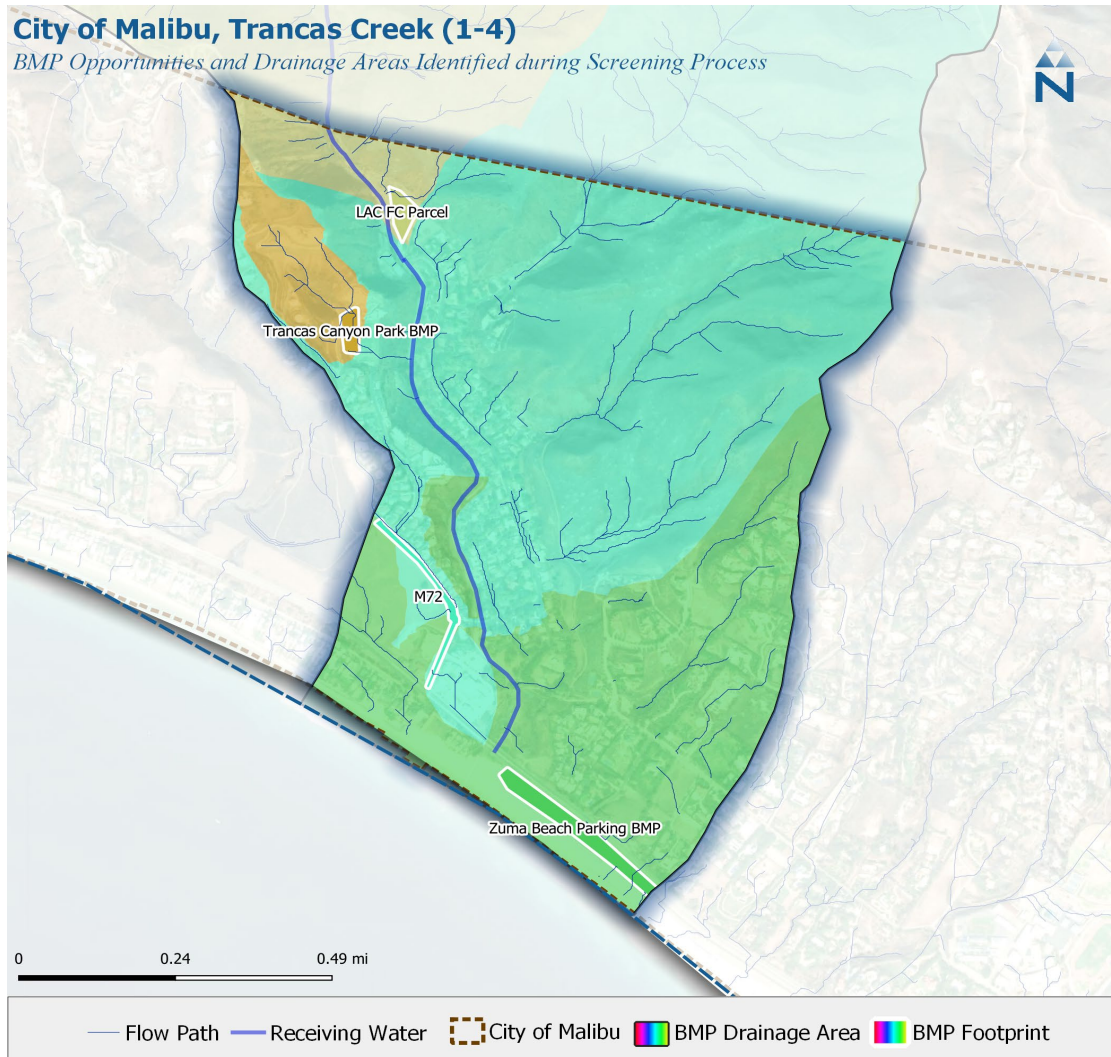 City of Malibu, Trancas Creek (1-4)
BMP Opportunities and Drainage Areas Identified during Screening Process
N
LAC FC Parcel
Trancas Canyon Park BMP
M72
Zuma Beach Parking BMP
0 0.24 0.49 mi
Flow Path Receiving Water City of Malibu BMP Drainage Area BMP Footprint